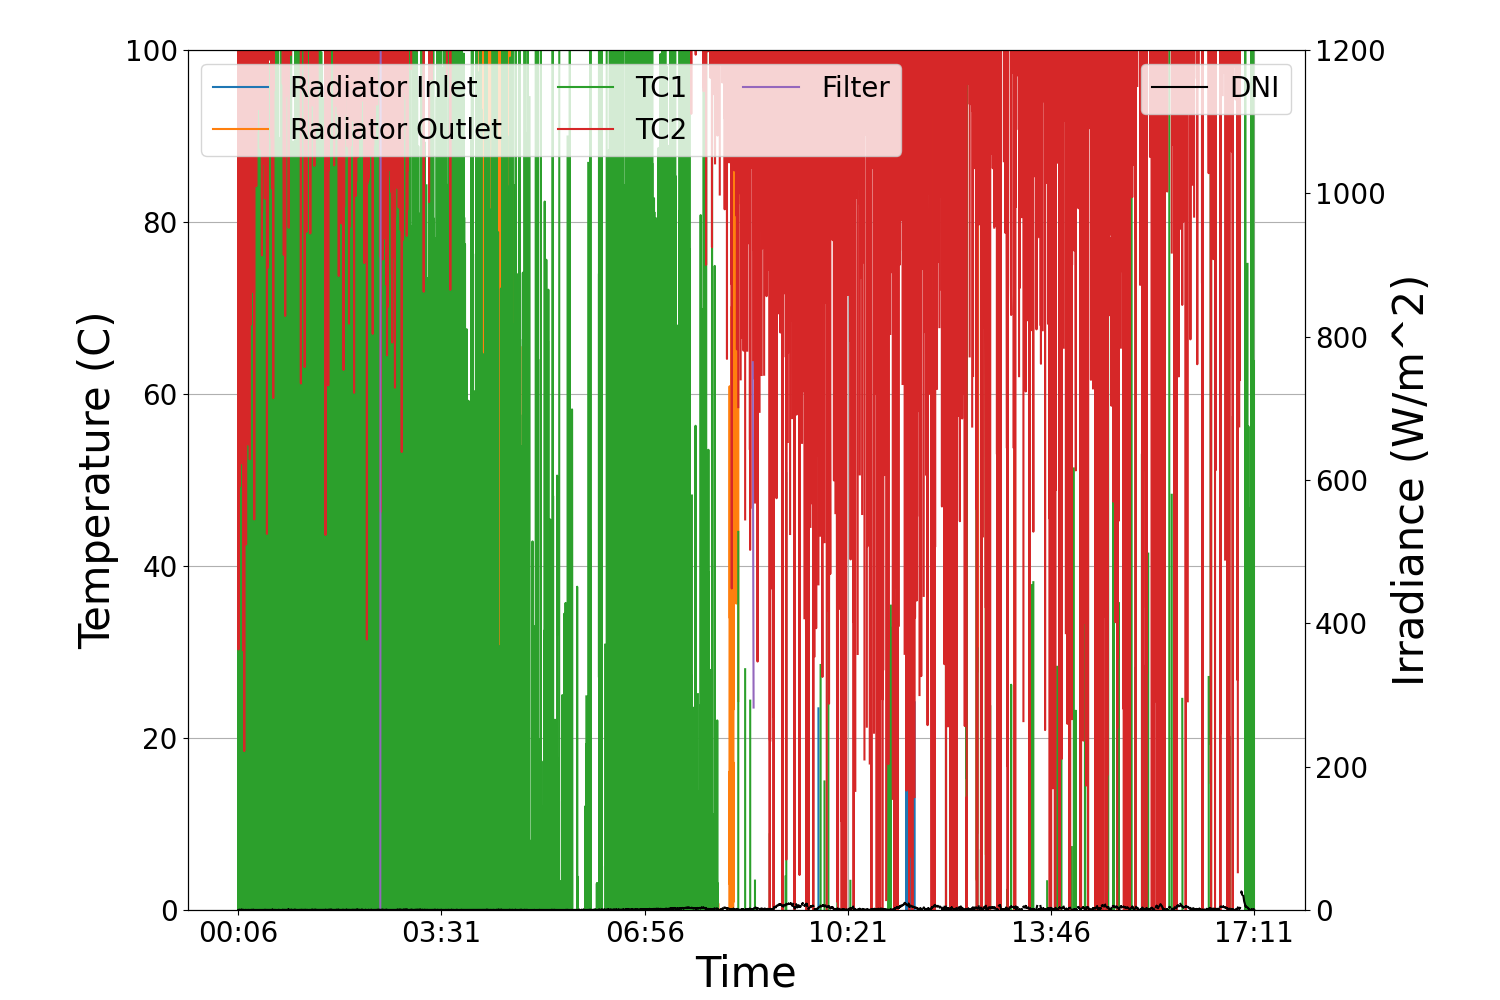 100
80
60
40
20
0
Temperature (C)
Radiator Inlet
Radiator Outlet
TC1
TC2
Filter
DNI
1200
1000
800
600
400
200
0
Irradiance (W/m^2)
00:06 03:31 06:56 10:21 13:46 17:11
Time